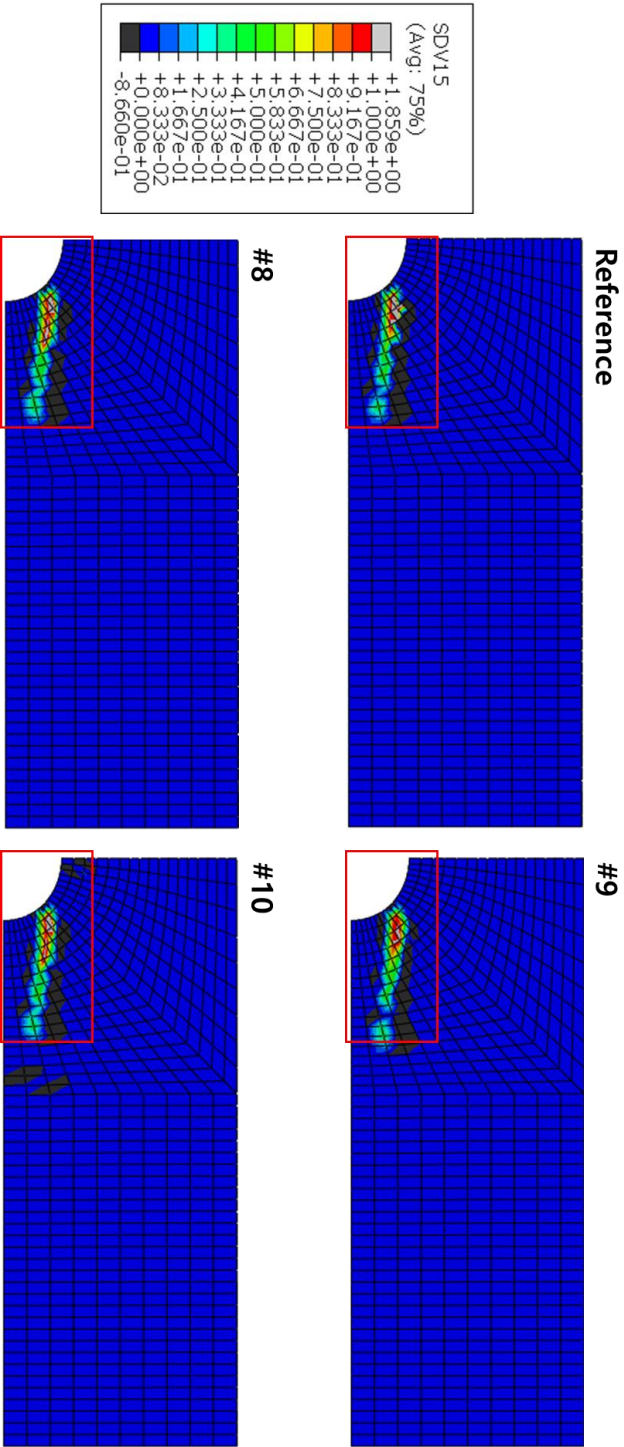 Reference
#9
SDV15
(Avg: 75%)
+1.859e+00
+1.000e+00
+9.167e-01
+8.333e-01
+7.500e-01
+6.667e-01
+5.833e-01
+5.000e-01
+4.167e-01
+3.333e-01
+2.500e-01
+1.667e-01
+8.333e-02
+0.000e+00
-8.660e-01
#8
#10